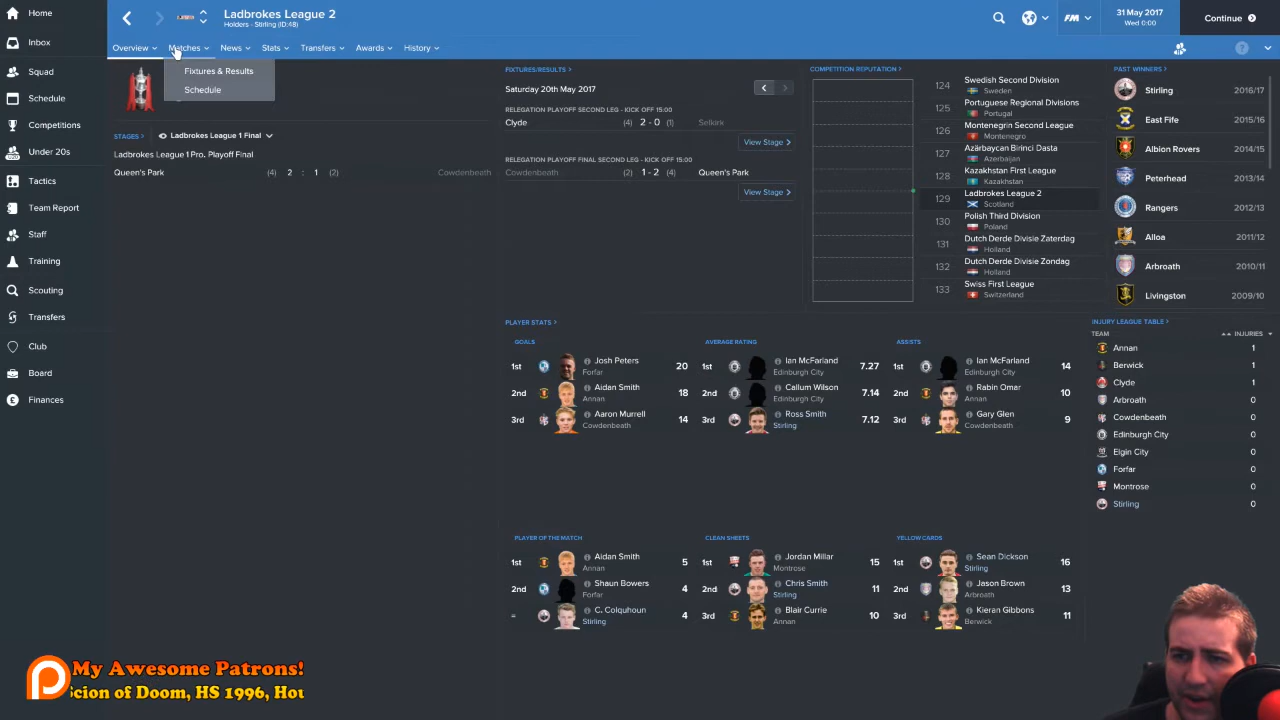 Home
Inbox
Squad
Schedule
Competitions
Under 20s
Tactics
Team Report
Staff
Training
Scouting
Transfers
Club
Board
Finances
Ladbrokes League 2
Holders - Stirling (ID:48)
FM
31 May 2017
Wed 0:00
Continue
Overview Matches News Stats Transfers Awards History
Fixtures & Results
Schedule
STAGES > Ladbrokes League 1 Final
Ladbrokes League 1 Pro. Playoff Final
Queen's Park (4) 2 : 1 (2) Cowdenbeath
FIXTURES/RESULTS >
Saturday 20th May 2017
RELEGATION PLAYOFF SECOND LEG - KICK OFF 15:00
Clyde (4) 2 - 0 (1) Selkirk
View Stage >
RELEGATION PLAYOFF FINAL SECOND LEG - KICK OFF 15:00
Cowdenbeath (2) 1 - 2 (4) Queen's Park
View Stage >
COMPETITION REPUTATION >
124 Swedish Second Division
Sweden
125 Portuguese Regional Divisions
Portugal
126 Montenegrin Second League
Montenegro
127 Azärbaycan Birinci Dasta
Azerbaijan
128 Kazakhstan First League
Kazakhstan
129 Ladbrokes League 2
Scotland
130 Polish Third Division
Poland
131 Dutch Derde Divisie Zaterdag
Holland
132 Dutch Derde Divisie Zondag
Holland
133 Swiss First League
Switzerland
PAST WINNERS >
Stirling 2016/17
East Fife 2015/16
Albion Rovers 2014/15
Peterhead 2013/14
Rangers 2012/13
Alloa 2011/12
Arbroath 2010/11
Livingston 2009/10
PLAYER STATS >
GOALS
1st Josh Peters 20
Forfar
2nd Aidan Smith 18
Annan
3rd Aaron Murrell 14
Cowdenbeath
AVERAGE RATING
1st Ian McFarland 7.27
Edinburgh City
2nd Callum Wilson 7.14
Edinburgh City
3rd Ross Smith 7.12
Stirling
ASSISTS
1st Ian McFarland 14
Edinburgh City
2nd Rabin Omar 10
Annan
3rd Gary Glen 9
Cowdenbeath
PLAYER OF THE MATCH
1st Aidan Smith 5
Annan
2nd Shaun Bowers 4
Forfar
= C. Colquhoun 4
Stirling
CLEAN SHEETS
1st Jordan Millar 15
Montrose
2nd Chris Smith 11
Stirling
3rd Blair Currie 10
Annan
YELLOW CARDS
1st Sean Dickson 16
Stirling
2nd Jason Brown 13
Arbroath
3rd Kieran Gibbons 11
Berwick
INJURY LEAGUE TABLE >
TEAM INJURIES
Annan 1
Berwick 1
Clyde 1
Arbroath 0
Cowdenbeath 0
Edinburgh City 0
Elgin City 0
Forfar 0
Montrose 0
Stirling 0
My Awesome Patrons!
Scion of Doom, HS 1996, Hou